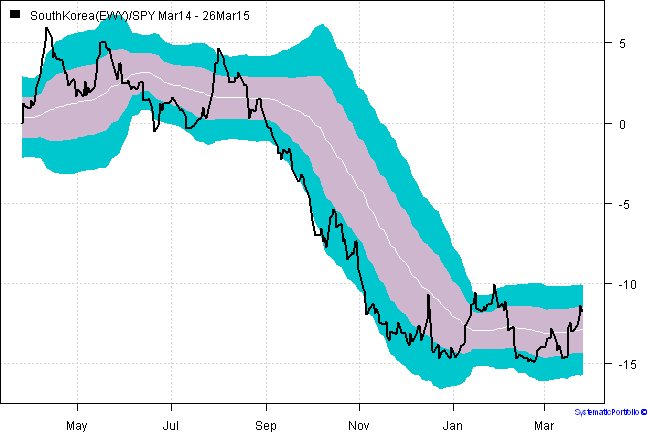 SouthKorea(EWY)/SPY Mar14 - 26Mar15
5
0
-5
-10
-15
May Jul Sep Nov Jan Mar
SystematicPortfolio ©